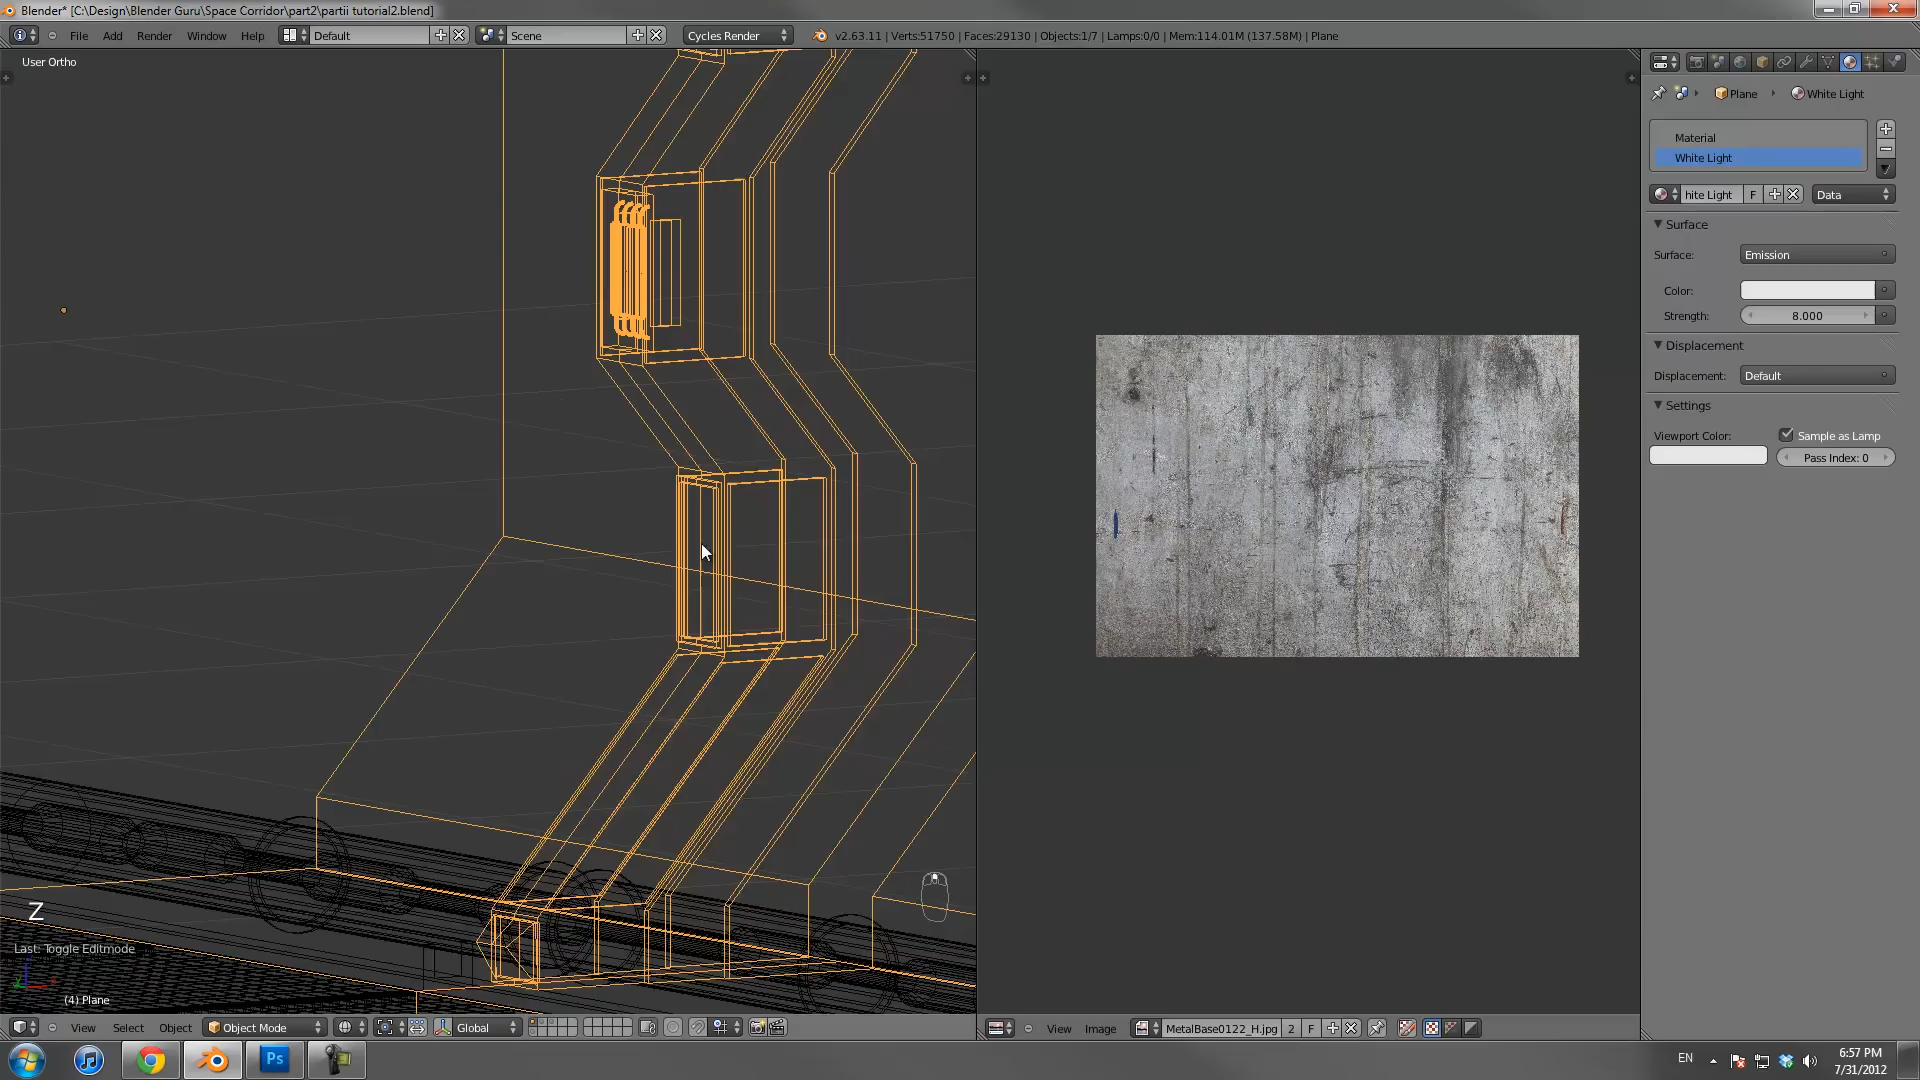 Blender* [C:\Design\Blender Guru\Space Corridor\part2\partii tutorial2.blend]
File Add Render Window Help Default Scene Cycles Render v2.63.11 | Verts:51750 | Faces:29130 | Objects:1/7 | Lamps:0/0 | Mem:114.01M (137.58M) | Plane
User Ortho
Plane White Light
Material
White Light
hite Light F Data
Surface
Surface: Emission
Color:
Strength: 8.000
Displacement
Displacement: Default
Settings
Viewport Color: Sample as Lamp
Pass Index: 0
Z
Last: Toggle Editmode
(4) Plane
View Select Object Object Mode Global View Image MetalBase0122_H.jpg 2 F
Ps
EN
6:57 PM
7/31/2012